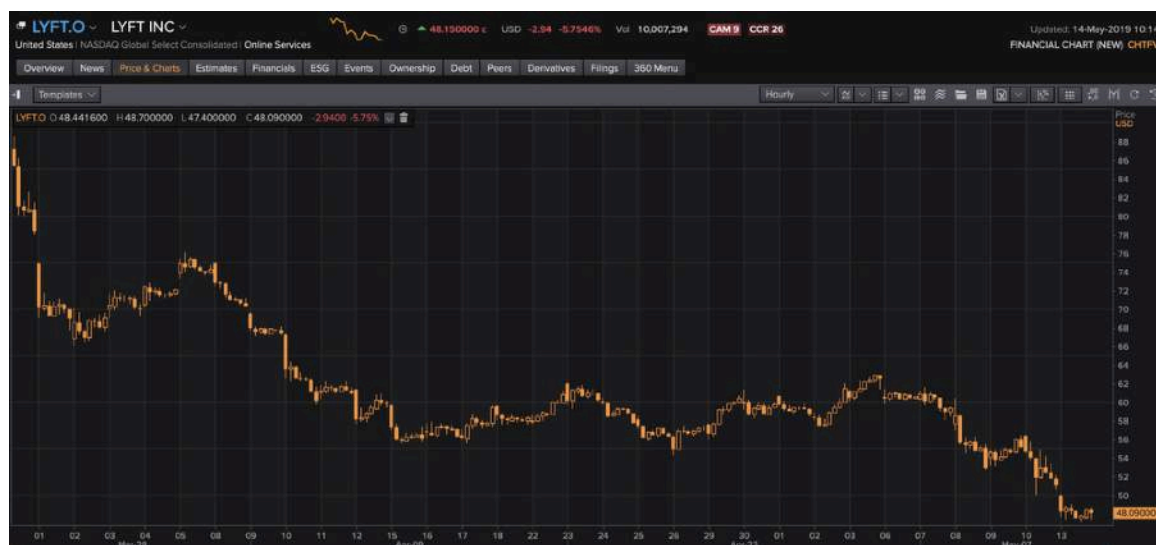 LYFT.O LYFT INC 48.150000 c USD -2.94 -5.7546% Vol 10,007,294 CAM 9 CCR 26 Updated: 14-May-2019 10:14
United States | NASDAQ Global Select Consolidated | Online Services FINANCIAL CHART (NEW) CHTFV
Overview News Price & Charts Estimates Financials ESG Events Ownership Debt Peers Derivatives Filings 360 Menu
Templates Hourly
LYFT.O O 48.441600 H 48.700000 L 47.400000 C 48.090000 -2.9400 -5.75%
Price
USD
88
86
84
82
80
78
76
74
72
70
68
66
64
62
60
58
56
54
52
50
48.09000
01 02 03 04 05 08 09 10 11 12 15 16 17 18 22 23 24 25 26 29 30 01 02 03 06 07 08 09 10 13